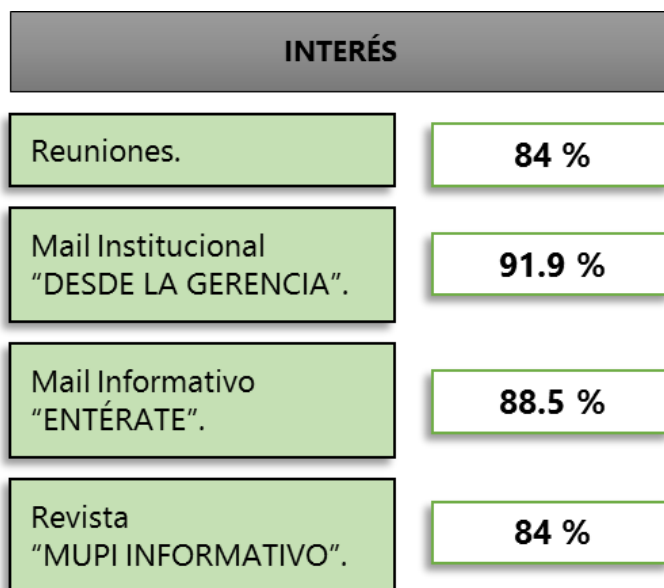 INTERÉS
Reuniones.
84 %
Mail Institucional
“DESDE LA GERENCIA”.
91.9 %
Mail Informativo
“ENTÉRATE”.
88.5 %
Revista
“MUPI INFORMATIVO”.
84 %